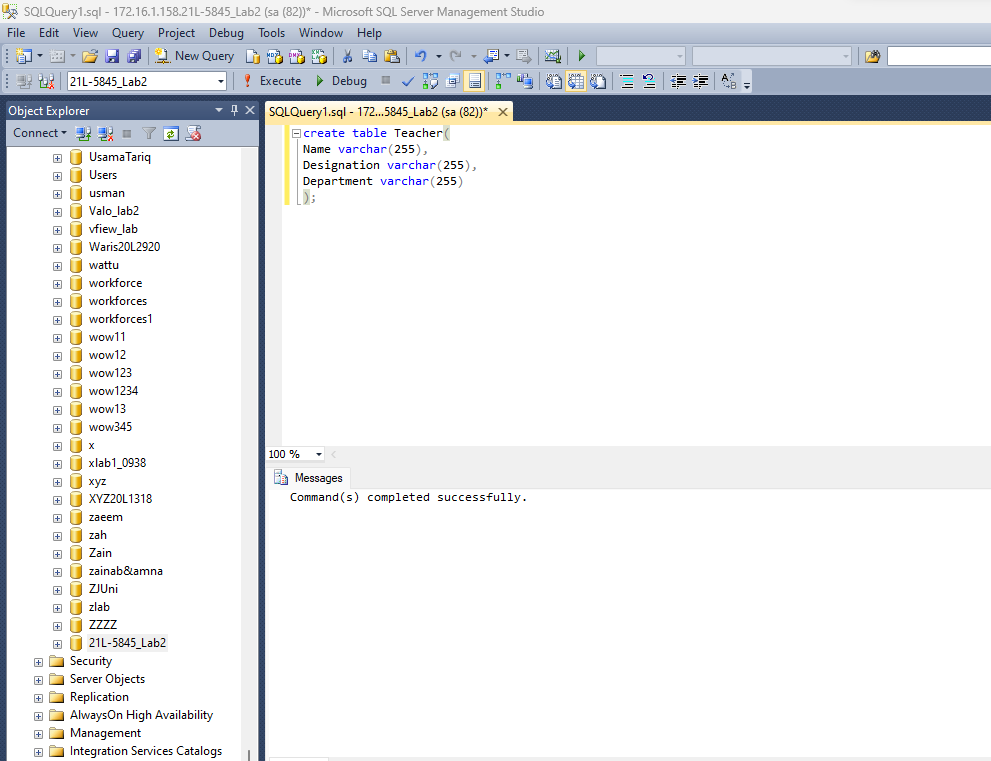 SQLQuery1.sql - 172.16.1.158.21L-5845_Lab2 (sa (82))* - Microsoft SQL Server Management Studio
File Edit View Query Project Debug Tools Window Help
New Query
21L-5845_Lab2 Execute Debug
Object Explorer
Connect
UsamaTariq
Users
usman
Valo_lab2
vfiew_lab
Waris20L2920
wattu
workforce
workforces
workforces1
wow11
wow12
wow123
wow1234
wow13
wow345
x
xlab1_0938
xyz
XYZ20L1318
zaeem
zah
Zain
zainab&amna
ZJUni
zlab
ZZZZ
21L-5845_Lab2
Security
Server Objects
Replication
AlwaysOn High Availability
Management
Integration Services Catalogs
SQLQuery1.sql - 172...5845_Lab2 (sa (82))*
create table Teacher(
Name varchar(255),
Designation varchar(255),
Department varchar(255)
);
100 %
Messages
Command(s) completed successfully.